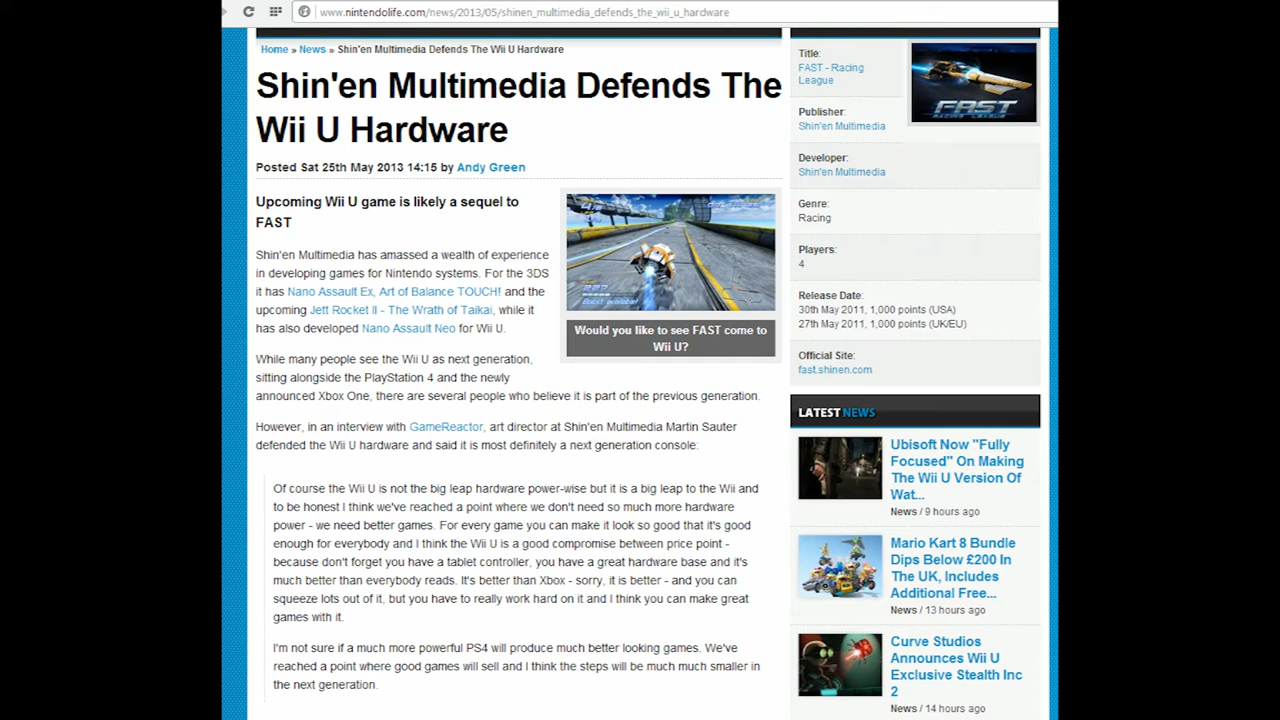 www.nintendolife.com/news/2013/05/shinen_multimedia_defends_the_wii_u_hardware
Home » News » Shin'en Multimedia Defends The Wii U Hardware
Shin'en Multimedia Defends The
Wii U Hardware
Posted Sat 25th May 2013 14:15 by Andy Green
Upcoming Wii U game is likely a sequel to
FAST
Shin'en Multimedia has amassed a wealth of experience
in developing games for Nintendo systems. For the 3DS
it has Nano Assault Ex, Art of Balance TOUCH! and the
upcoming Jett Rocket II - The Wrath of Taikai, while it
has also developed Nano Assault Neo for Wii U.
Would you like to see FAST come to
Wii U?
While many people see the Wii U as next generation,
sitting alongside the PlayStation 4 and the newly
announced Xbox One, there are several people who believe it is part of the previous generation.
However, in an interview with GameReactor, art director at Shin'en Multimedia Martin Sauter
defended the Wii U hardware and said it is most definitely a next generation console:
Of course the Wii U is not the big leap hardware power-wise but it is a big leap to the Wii and
to be honest I think we've reached a point where we don't need so much more hardware
power - we need better games. For every game you can make it look so good that it's good
enough for everybody and I think the Wii U is a good compromise between price point -
because don't forget you have a tablet controller, you have a great hardware base and it's
much better than everybody reads. It's better than Xbox - sorry, it is better - and you can
squeeze lots out of it, but you have to really work hard on it and I think you can make great
games with it.
I'm not sure if a much more powerful PS4 will produce much better looking games. We've
reached a point where good games will sell and I think the steps will be much much smaller in
the next generation.
Title:
FAST - Racing
League
FAST
RACING LEAGUE
Publisher:
Shin'en Multimedia
Developer:
Shin'en Multimedia
Genre:
Racing
Players:
4
Release Date:
30th May 2011, 1,000 points (USA)
27th May 2011, 1,000 points (UK/EU)
Official Site:
fast.shinen.com
LATEST NEWS
Ubisoft Now "Fully
Focused" On Making
The Wii U Version Of
Wat...
News / 9 hours ago
Mario Kart 8 Bundle
Dips Below £200 In
The UK, Includes
Additional Free...
News / 13 hours ago
Curve Studios
Announces Wii U
Exclusive Stealth Inc
2
News / 14 hours ago